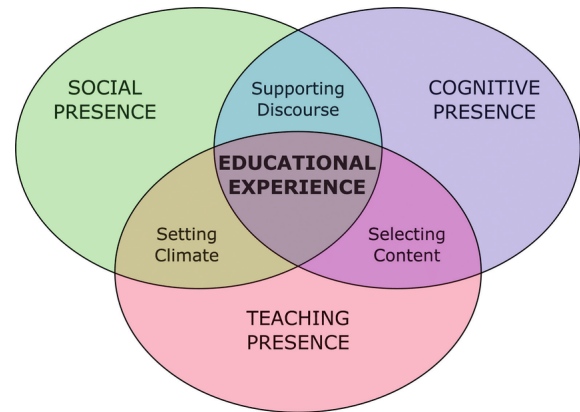 SOCIAL
PRESENCE
Supporting
Discourse
COGNITIVE
PRESENCE
EDUCATIONAL
EXPERIENCE
Setting
Climate
Selecting
Content
TEACHING
PRESENCE